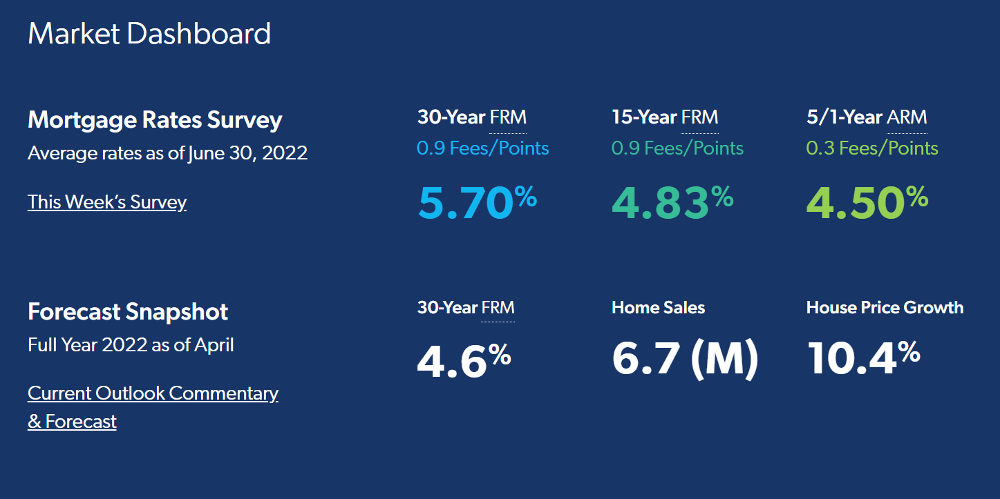 Market Dashboard
Mortgage Rates Survey
Average rates as of June 30, 2022
This Week's Survey
30-Year FRM
0.9 Fees/Points
5.70%
15-Year FRM
0.9 Fees/Points
4.83%
5/1-Year ARM
0.3 Fees/Points
4.50%
Forecast Snapshot
Full Year 2022 as of April
Current Outlook Commentary
& Forecast
30-Year FRM
4.6%
Home Sales
6.7 (M)
House Price Growth
10.4%